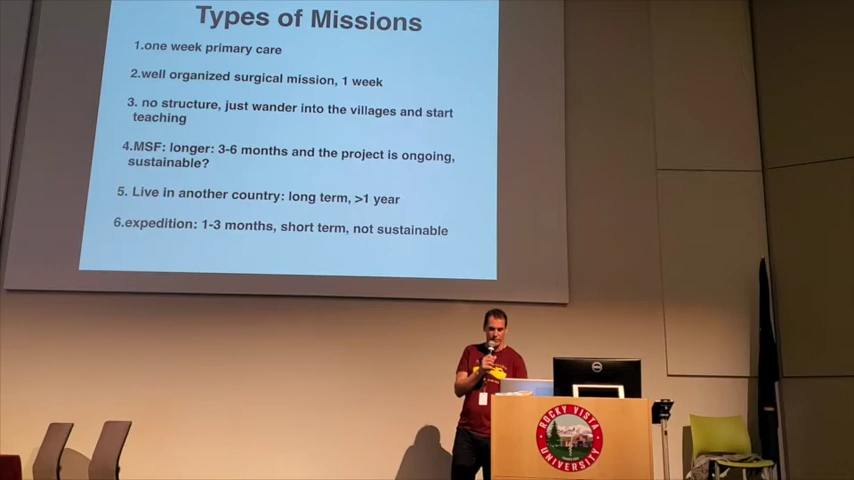 Types of Missions
1.one week primary care
2.well organized surgical mission, 1 week
3. no structure, just wander into the villages and start
teaching
4.MSF: longer: 3-6 months and the project is ongoing,
sustainable?
5. Live in another country: long term, >1 year
6.expedition: 1-3 months, short term, not sustainable
DELL
ROCKY VISTA
UNIVERSITY